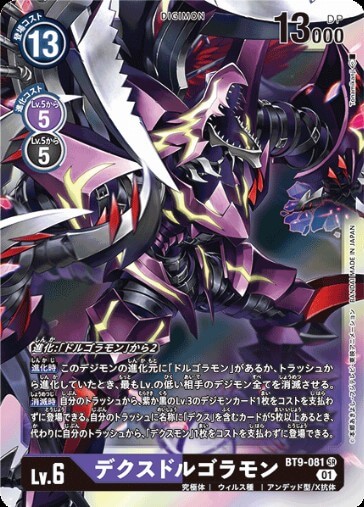 登場コスト
13
DIGIMON
13000
DP
進化コスト
Lv.5から
5
Lv.5から
5
BANDAI MADE IN JAPAN
進化:「ドルゴラモン」から2
進化時 このデジモンの進化元に「ドルゴラモン」があるか、トラッシュか
ら進化していたとき、最もLv.の低い相手のデジモン全てを消滅させる。
消滅時 自分のトラッシュから、紫か黒のLv.3のデジモンカード1枚をコストを支払わ
ずに登場できる。自分のトラッシュに名称に「デクス」を含むカードが5枚以上あるとき、
代わりに自分のトラッシュから、「デクスモン」1枚をコストを支払わずに登場できる。
Lv.6
デクスドルゴラモン
BT9-081 SR
01
究極体 | ウィルス種 | アンデッド型/X抗体